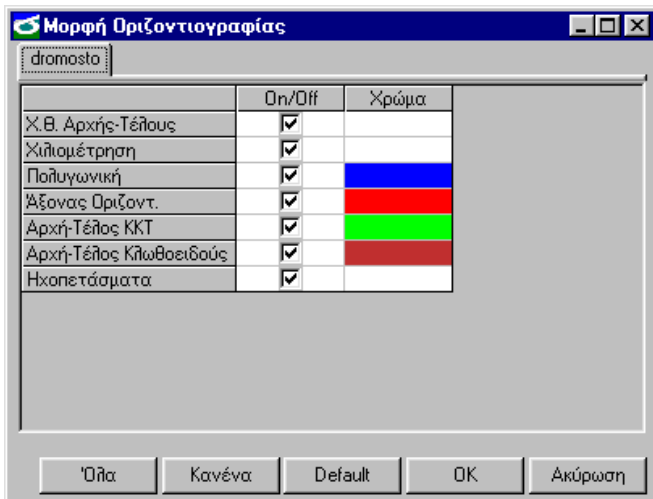 Μορφή Οριζοντιογραφίας
dromosto
On/Off Χρώμα
Χ.Θ. Αρχής-Τέλους
Χιλιομέτρηση
Πολυγωνική
Άξονας Οριζοντ.
Αρχή-Τέλος ΚΚΤ
Αρχή-Τέλος Κλωθοειδούς
Ηχοπετάσματα
Όλα Κανένα Default OK Ακύρωση